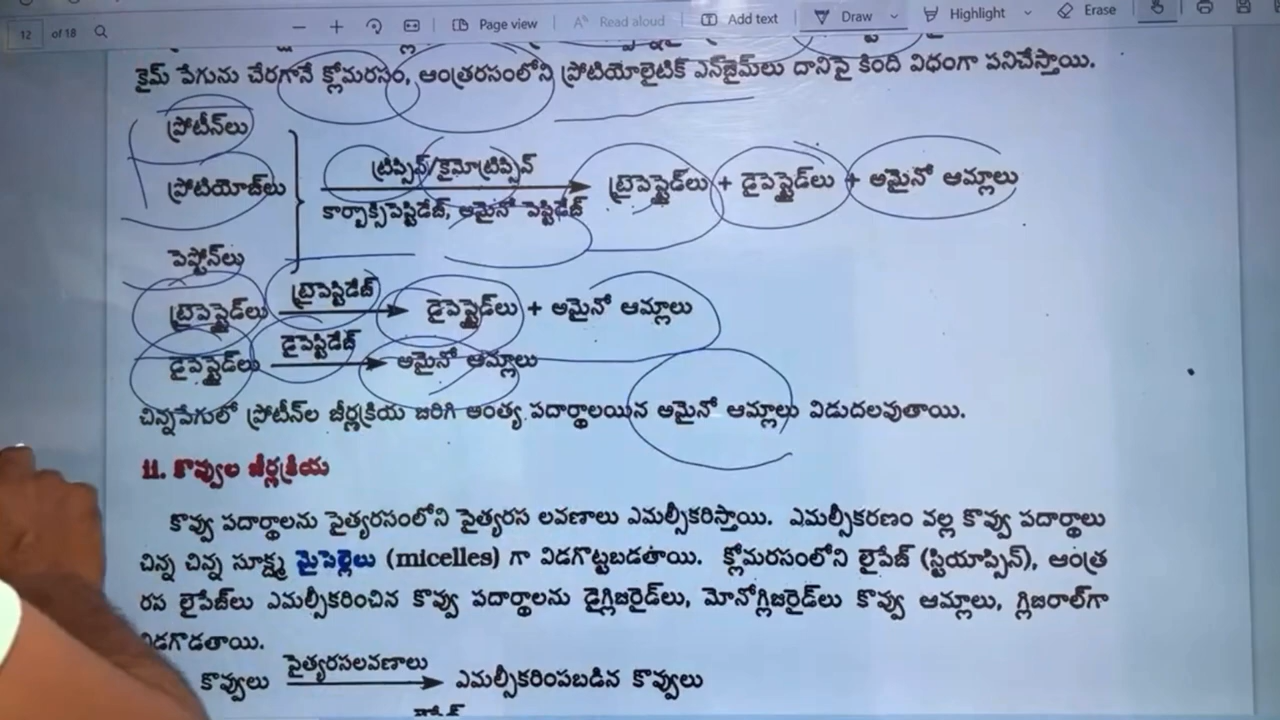 12 of 18 Page view Read aloud Add text Draw Highlight Erase
కైమ్ పేగును చేరగానే క్లోమరసం, ఆంత్రరసంలోని ప్రోటియోలైటిక్ ఎన్‌జైమ్‌లు దానిపై కింది విధంగా పనిచేస్తాయి.
ప్రోటీన్‌లు
ప్రోటియోజ్‌లు
పెప్టోన్‌లు
ట్రిప్సిన్/కైమోట్రిప్సిన్
కార్బాక్సిపెప్టిడేజ్, అమైనో పెప్టిడేజ్
ట్రైపెప్టైడ్‌లు + డైపెప్టైడ్‌లు + అమైనో ఆమ్లాలు
ట్రైపెప్టైడ్‌లు ట్రైపెప్టిడేజ్ డైపెప్టైడ్‌లు + అమైనో ఆమ్లాలు
డైపెప్టైడ్‌లు డైపెప్టిడేజ్ అమైనో ఆమ్లాలు
చిన్నపేగులో ప్రోటీన్‌ల జీర్ణక్రియ జరిగి అంత్య పదార్థాలయిన అమైనో ఆమ్లాలు విడుదలవుతాయి.
11. కొవ్వుల జీర్ణక్రియ
కొవ్వు పదార్థాలను పైత్యరసంలోని పైత్యరస లవణాలు ఎమల్సీకరిస్తాయి. ఎమల్సీకరణం వల్ల కొవ్వు పదార్థాలు
చిన్న చిన్న సూక్ష్మ మైసెల్లెలు (micelles) గా విడగొట్టబడతాయి. క్లోమరసంలోని లైపేజ్ (స్టియాప్సిన్), ఆంత్ర
రస లైపేజ్‌లు ఎమల్సీకరించిన కొవ్వు పదార్థాలను డైగ్లిజరైడ్‌లు, మోనోగ్లిజరైడ్‌లు కొవ్వు ఆమ్లాలు, గ్లిజరాల్‌గా
విడగొడతాయి.
కొవ్వులు పైత్యరసలవణాలు ఎమల్సీకరింపబడిన కొవ్వులు